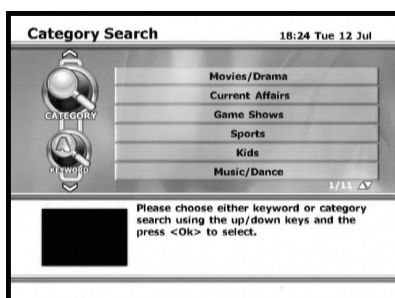 Category Search
18:24 Tue 12 Jul
CATEGORY
A
KEYWORD
Movies/Drama
Current Affairs
Game Shows
Sports
Kids
Music/Dance
1/11
Please choose either keyword or category
search using the up/down keys and the
press <Ok> to select.